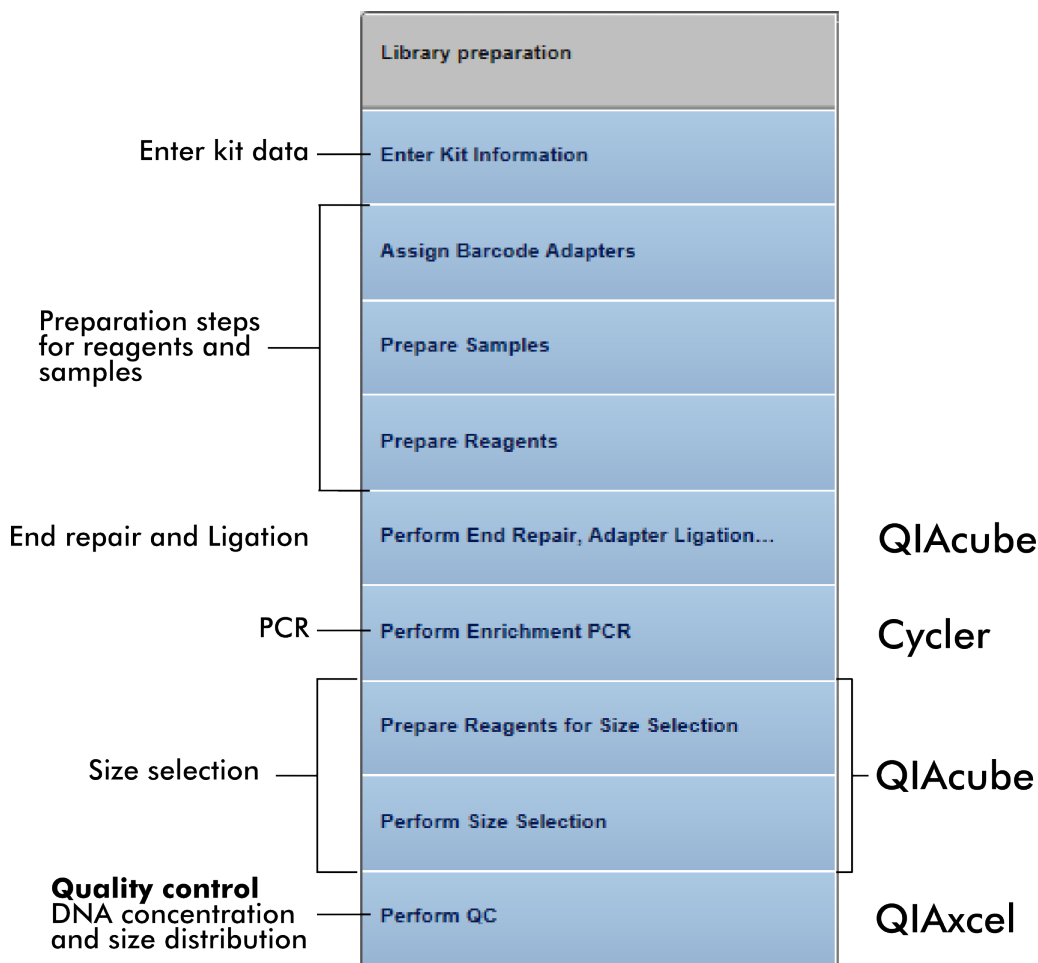 Library preparation
Enter kit data
Enter Kit Information
Assign Barcode Adapters
Preparation steps
for reagents and
samples
Prepare Samples
Prepare Reagents
End repair and Ligation
Perform End Repair, Adapter Ligation...
QIAcube
PCR
Perform Enrichment PCR
Cycler
Prepare Reagents for Size Selection
Size selection
QIAcube
Perform Size Selection
Quality control
DNA concentration
and size distribution
Perform QC
QIAxcel